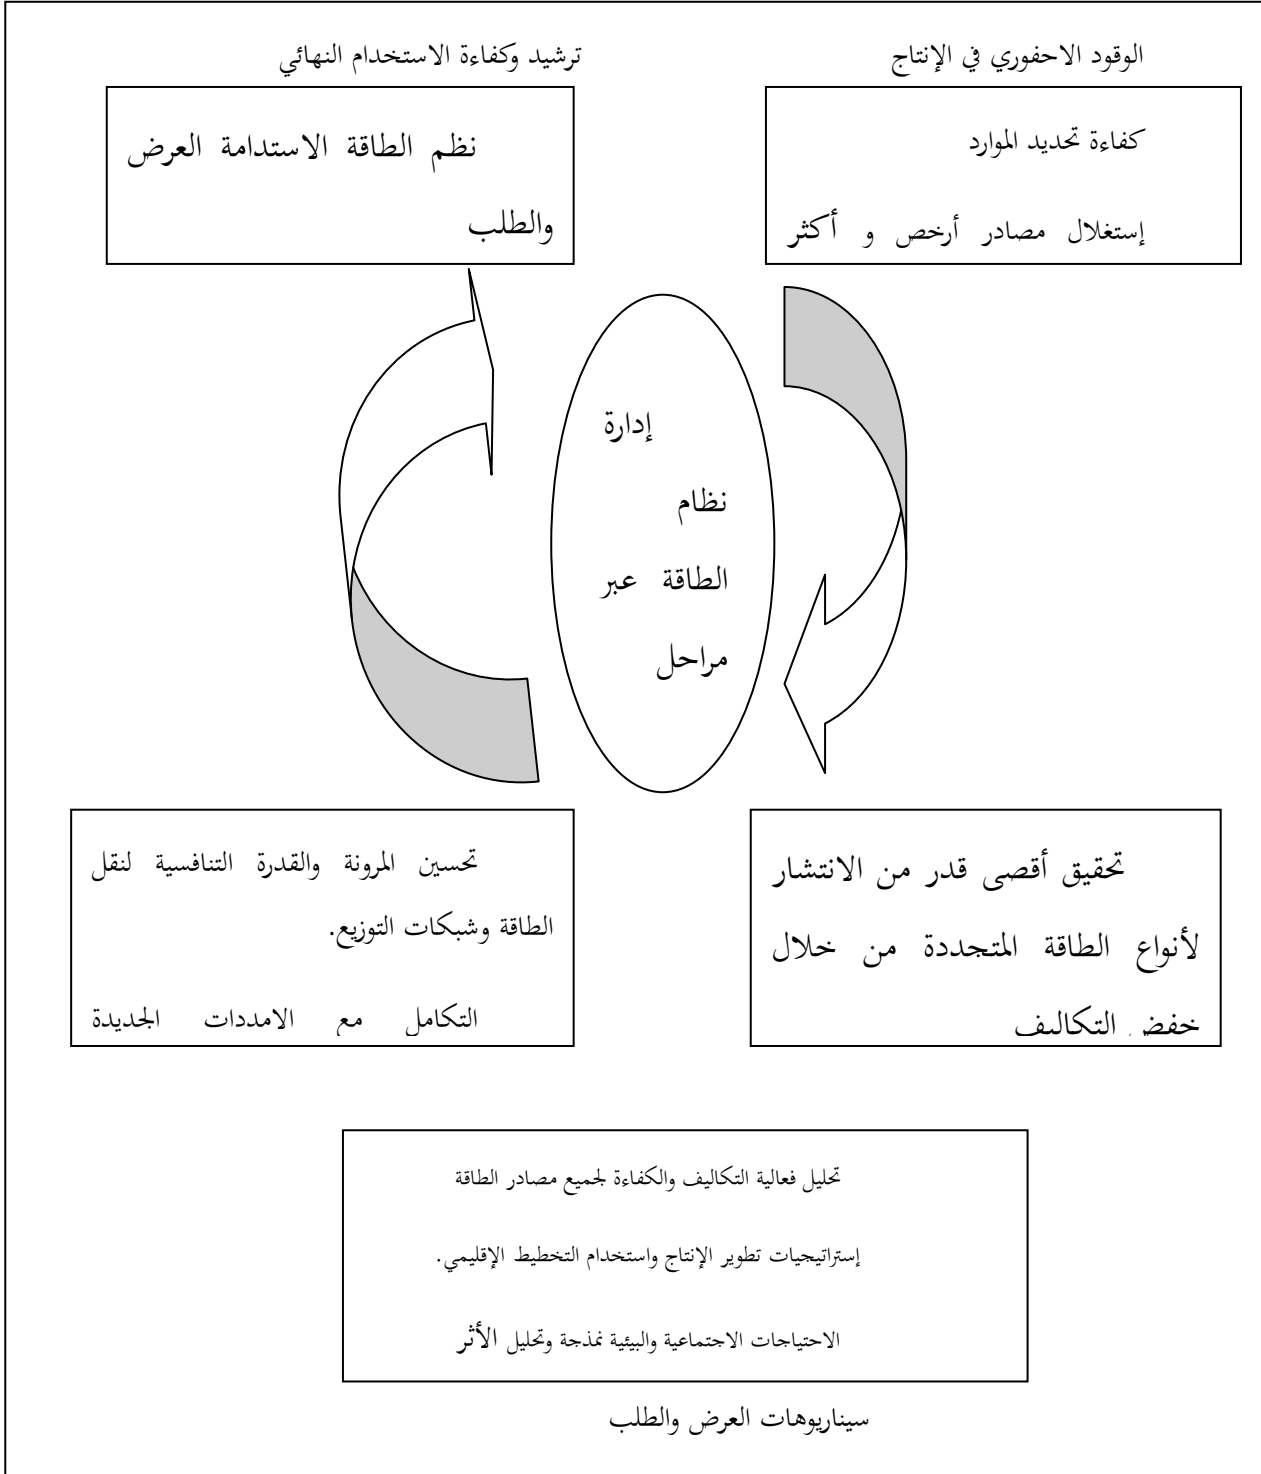 الوقود الاحفوري في الإنتاج
كفاءة تحديد الموارد
إستغلال مصادر أرخص و أكثر
ترشيد وكفاءة الاستخدام النهائي
نظم الطاقة الاستدامة العرض
والطلب
إدارة
نظام
الطاقة عبر
مراحل
تحقيق أقصى قدر من الانتشار
لأنواع الطاقة المتجددة من خلال
خفض التكاليف
تحسين المرونة والقدرة التنافسية لنقل
الطاقة وشبكات التوزيع.
التكامل مع الامددات الجديدة
تحليل فعالية التكاليف والكفاءة لجميع مصادر الطاقة
إستراتيجيات تطوير الإنتاج واستخدام التخطيط الإقليمي.
الاحتياجات الاجتماعية والبيئية نمذجة وتحليل الأثر
سيناريوهات العرض والطلب